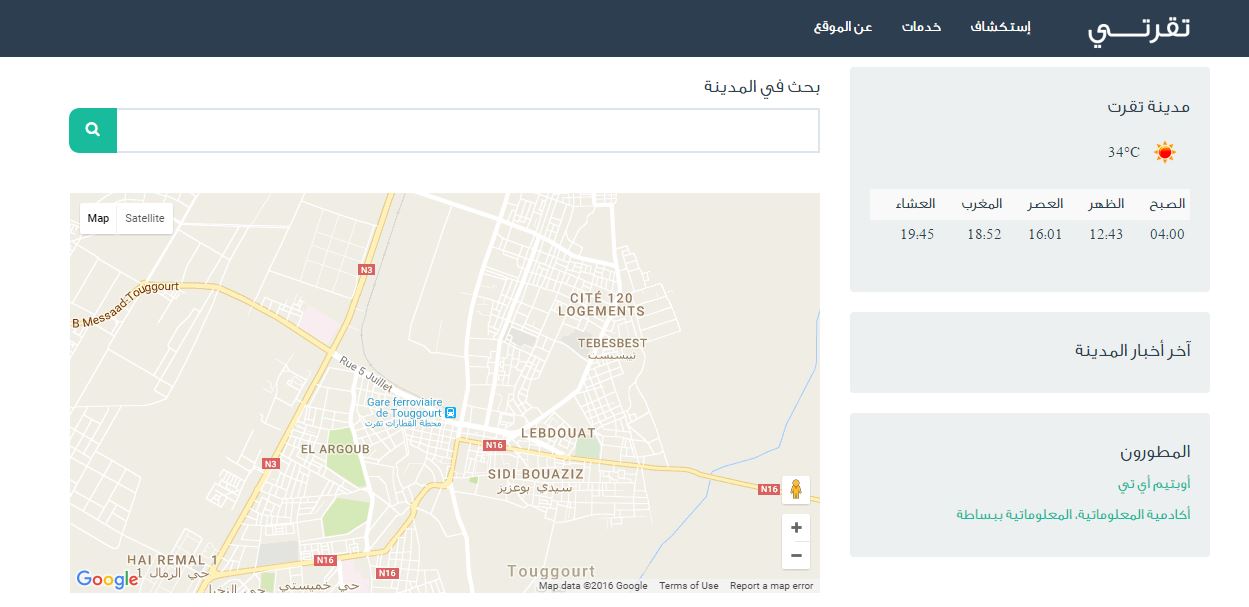 تقرتـــي
إستكشاف
خدمات
عن الموقع
مدينة تقرت
34°C
الصبح الظهر العصر المغرب العشاء
04:00 12:43 16:01 18:52 19:45
آخر أخبار المدينة
المطورون
أوبتيم أي تي
أكادمية المعلوماتية، المعلوماتية ببساطة
بحث في المدينة
Map Satellite
N3
B Messaad-Touggourt
CITÉ 120
LOGEMENTS
TEBESBEST
تبسبست
Rue 5 Juillet
Gare ferroviaire
de Touggourt
محطة القطارات تقرت
LEBDOUAT
EL ARGOUB
N16
N3
SIDI BOUAZIZ
سيدي بوعزيز
N16
HAI REMAL 1
حي الرمال 1
N16
N16
Touggourt
حي خميستي
Google
Map data ©2016 Google Terms of Use Report a map error